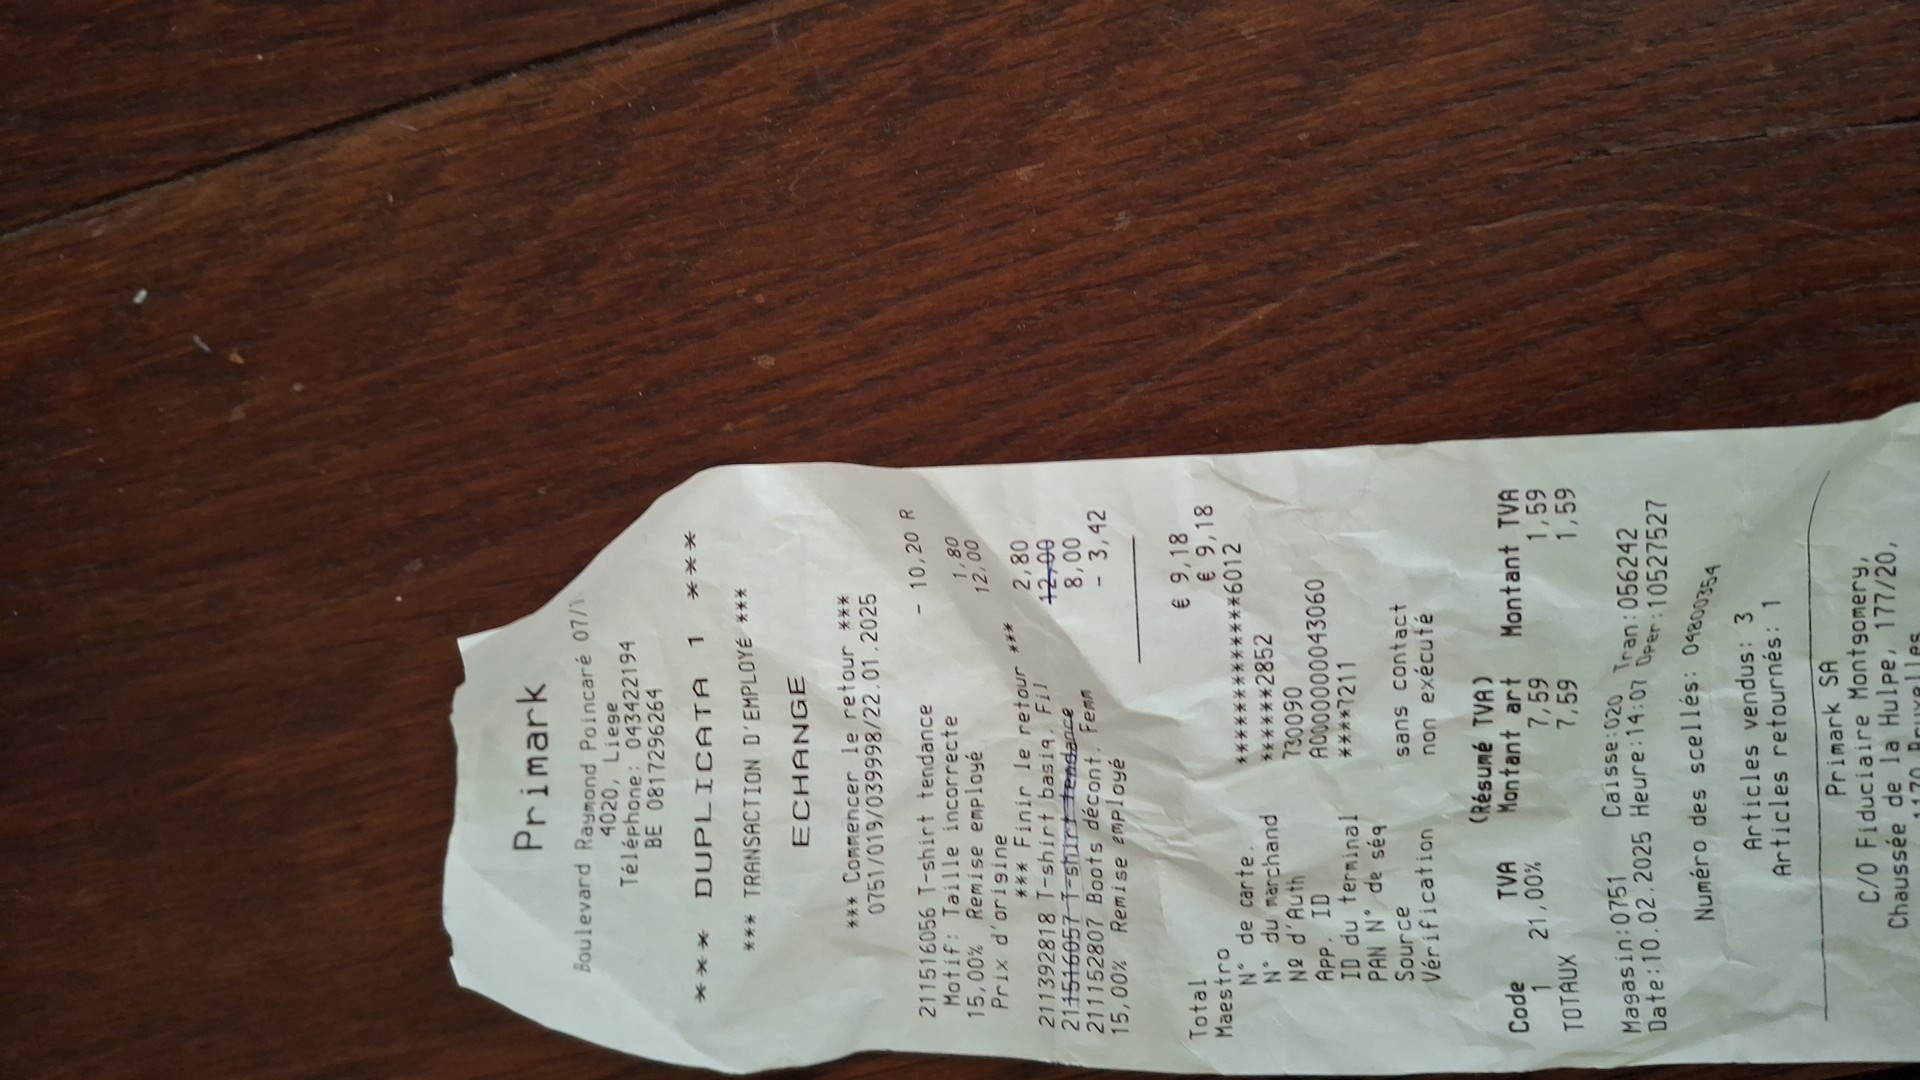 Primark
Boulevard Raymond Poincaré 07/1
4020, Liege
Téléphone: 043422194
BE 0817296264
*** DUPLICATA 1 ***
*** TRANSACTION D'EMPLOYÉ ***
ECHANGE
*** Commencer le retour ***
0751/019/0399998/22.01.2025
211516056 T-shirt tendance - 10,20 R
Motif: Taille incorrecte
15,00% Remise employé 1,80
Prix d'origine 12,00
*** Finir le retour ***
211392818 T-shirt basiq. Fil 2,80
211516057 T-shirt tendance 12,00
211152807 Boots décont. Femm 8,00
15,00% Remise employé - 3,42
Total € 9,18
Maestro € 9,18
N° de carte. ***************6012
N° du marchand ******2852
Nº d'Auth 730090
App. ID A0000000043060
ID du terminal ****7211
PAN N° de séq
Source sans contact
Vérification non exécuté
(Résumé TVA)
Code TVA Montant art Montant TVA
1 21,00% 7,59 1,59
TOTAUX 7,59 1,59
Magasin:0751 Caisse:020 Tran:056242
Date:10.02.2025 Heure:14:07 Oper:10527527
Numéro des scellés: 04800354
Articles vendus: 3
Articles retournés: 1
Primark SA
C/O Fiduciaire Montgomery,
Chaussée de la Hulpe, 177/20,
1170 Bruxelles